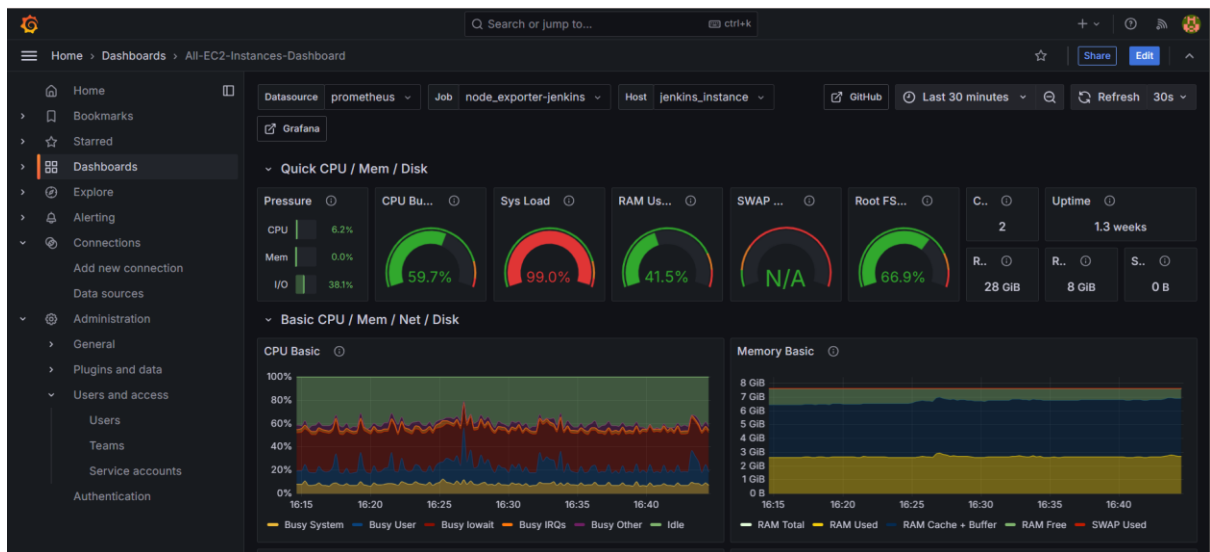 Search or jump to... ctrl+k
Home > Dashboards > All-EC2-Instances-Dashboard
Share Edit
Home
Bookmarks
Starred
Dashboards
Explore
Alerting
Connections
Add new connection
Data sources
Administration
General
Plugins and data
Users and access
Users
Teams
Service accounts
Authentication
Datasource prometheus Job node_exporter-jenkins Host jenkins_instance GitHub Last 30 minutes Refresh 30s
Grafana
Quick CPU / Mem / Disk
Pressure CPU Bu... Sys Load RAM Us... SWAP ... Root FS... C.. Uptime
CPU 6.2%
Mem 0.0%
I/O 38.1%
59.7%
99.0%
41.5%
N/A
66.9%
2
1.3 weeks
R.. R.. S..
28 GiB 8 GiB 0 B
Basic CPU / Mem / Net / Disk
CPU Basic
100%
80%
60%
40%
20%
0%
16:15 16:20 16:25 16:30 16:35 16:40
Busy System Busy User Busy Iowait Busy IRQs Busy Other Idle
Memory Basic
8 GiB
7 GiB
6 GiB
5 GiB
4 GiB
3 GiB
2 GiB
1 GiB
0 B
16:15 16:20 16:25 16:30 16:35 16:40
RAM Total RAM Used RAM Cache + Buffer RAM Free SWAP Used